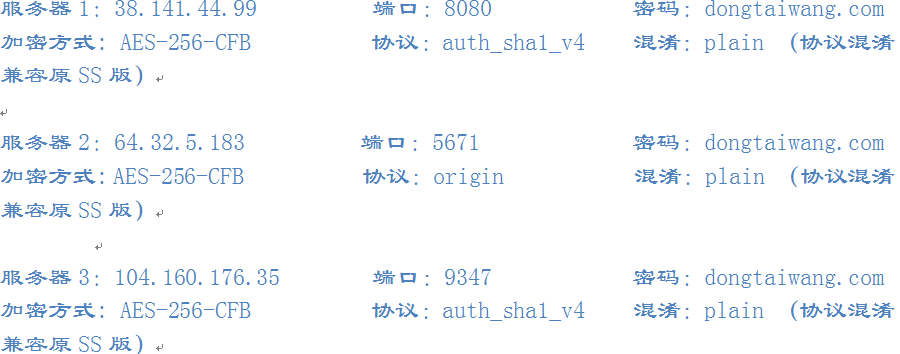 服务器 1: 38.141.44.99 端口: 8080 密码: dongtaiwang.com
加密方式: AES-256-CFB 协议: auth_sha1_v4 混淆: plain (协议混淆
兼容原 SS 版)
服务器 2: 64.32.5.183 端口: 5671 密码: dongtaiwang.com
加密方式: AES-256-CFB 协议: origin 混淆: plain (协议混淆
兼容原 SS 版)
服务器 3: 104.160.176.35 端口: 9347 密码: dongtaiwang.com
加密方式: AES-256-CFB 协议: auth_sha1_v4 混淆: plain (协议混淆
兼容原 SS 版)